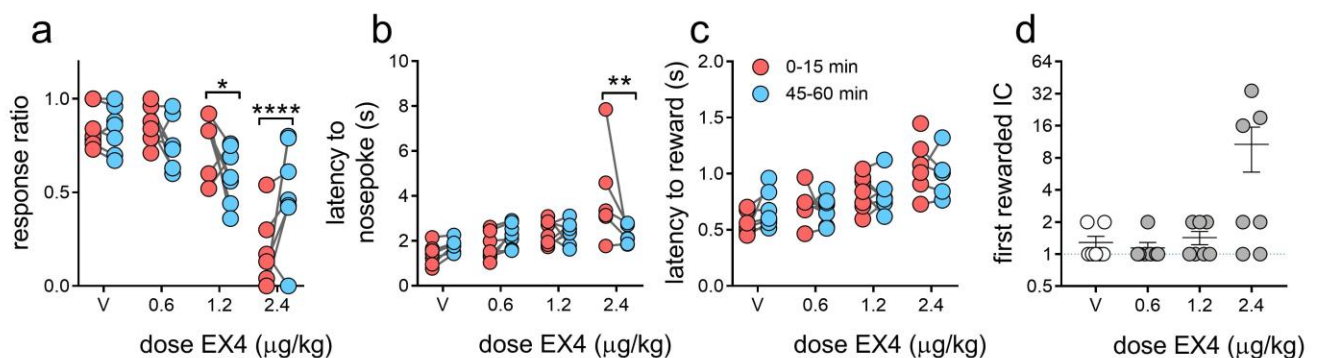 a
response ratio
1.0
0.5
0.0
*
****
V 0.6 1.2 2.4
dose EX4 (μg/kg)
b
latency to
nosepoke (s)
10
8
6
4
2
0
**
V 0.6 1.2 2.4
dose EX4 (μg/kg)
c
latency to reward (s)
2.0
1.5
1.0
0.5
0.0
0-15 min
45-60 min
V 0.6 1.2 2.4
dose EX4 (μg/kg)
d
first rewarded IC
64
32
16
8
4
2
1
0.5
V 0.6 1.2 2.4
dose EX4 (μg/kg)